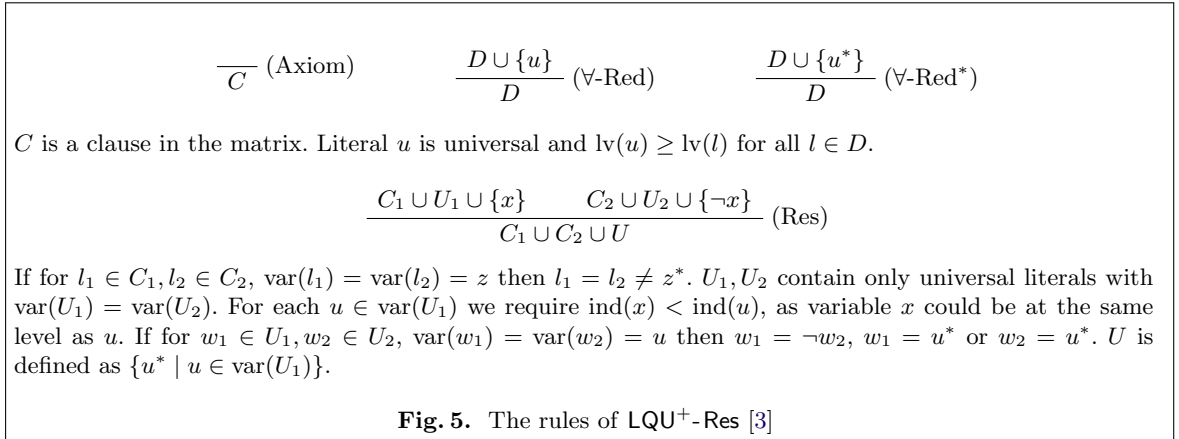 C (Axiom)    D ∪ {u} / D (∀-Red)    D ∪ {u*} / D (∀-Red*)
C is a clause in the matrix. Literal u is universal and lv(u) ≥ lv(l) for all l ∈ D.
C₁ ∪ U₁ ∪ {x}    C₂ ∪ U₂ ∪ {¬x} / C₁ ∪ C₂ ∪ U (Res)
If for l₁ ∈ C₁, l₂ ∈ C₂, var(l₁) = var(l₂) = z then l₁ = l₂ ≠ z*. U₁, U₂ contain only universal literals with
var(U₁) = var(U₂). For each u ∈ var(U₁) we require ind(x) < ind(u), as variable x could be at the same
level as u. If for w₁ ∈ U₁, w₂ ∈ U₂, var(w₁) = var(w₂) = u then w₁ = ¬w₂, w₁ = u* or w₂ = u*. U is
defined as {u* | u ∈ var(U₁)}.
Fig. 5. The rules of LQU⁺-Res [3]